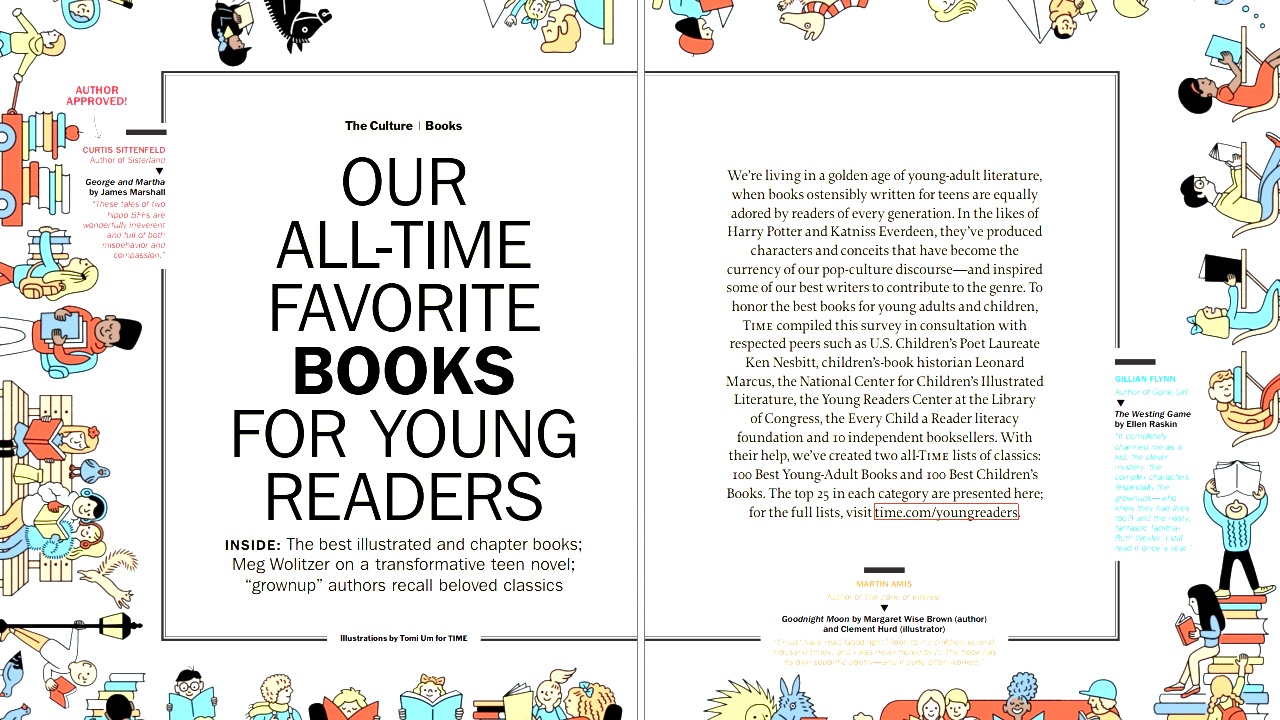 AUTHOR
APPROVED!
CURTIS SITTENFELD
Author of Sisterland
George and Martha
by James Marshall
"These tales of two
hippo BFFs are
wonderfully irreverent
and full of both
misbehavior and
compassion."
The Culture | Books
OUR
ALL-TIME
FAVORITE
BOOKS
FOR YOUNG
READERS
INSIDE: The best illustrated and chapter books;
Meg Wolitzer on a transformative teen novel;
“grownup” authors recall beloved classics
Illustrations by Tomi Um for TIME
We’re living in a golden age of young-adult literature,
when books ostensibly written for teens are equally
adored by readers of every generation. In the likes of
Harry Potter and Katniss Everdeen, they’ve produced
characters and conceits that have become the
currency of our pop-culture discourse—and inspired
some of our best writers to contribute to the genre. To
honor the best books for young adults and children,
TIME compiled this survey in consultation with
respected peers such as U.S. Children’s Poet Laureate
Ken Nesbitt, children’s-book historian Leonard
Marcus, the National Center for Children’s Illustrated
Literature, the Young Readers Center at the Library
of Congress, the Every Child a Reader literacy
foundation and 10 independent booksellers. With
their help, we’ve created two all-TIME lists of classics:
100 Best Young-Adult Books and 100 Best Children’s
Books. The top 25 in each category are presented here;
for the full lists, visit time.com/youngreaders.
MARTIN AMIS
Author of The Zone of Interest
Goodnight Moon by Margaret Wise Brown (author)
and Clement Hurd (illustrator)
"I must have read Goodnight Moon to my children several
thousand times, and I was never bored by it. The book has
its own soporific poetry—and it quite often worked."
GILLIAN FLYNN
Author of Gone Girl
The Westing Game
by Ellen Raskin
"It completely
charmed me as a
kid: the clever
mystery, the
complex characters
(especially the
grownups—who
knew they had lives
too?) and the nasty,
fantastic Tabitha-
Ruth Wexler. I still
read it once a year."